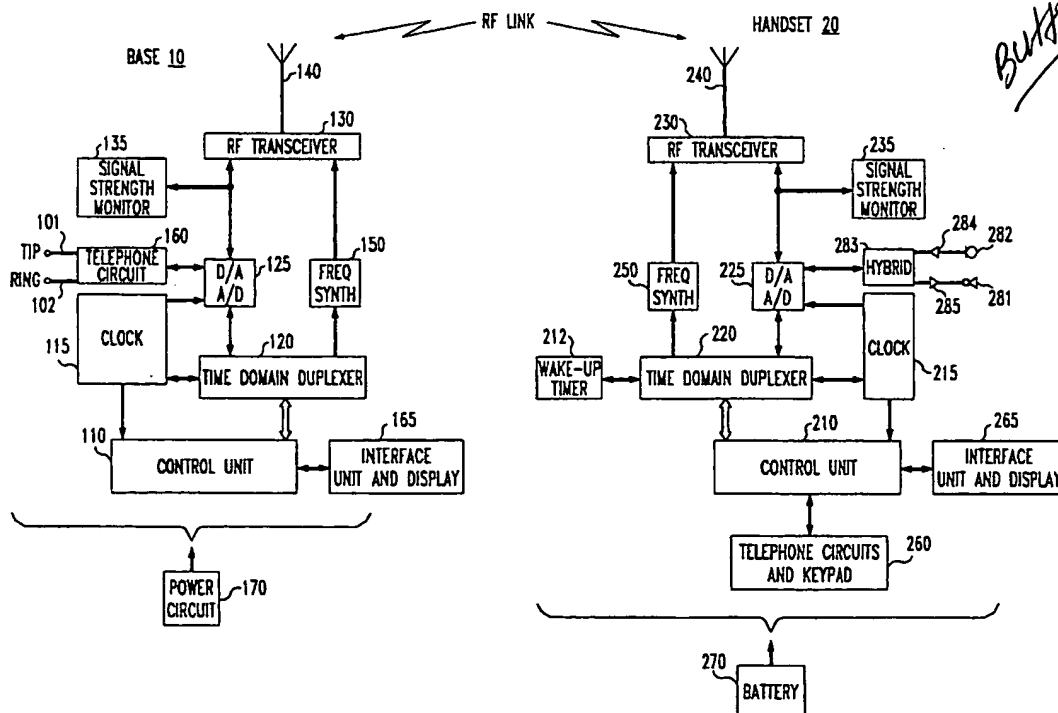 RF LINK
BASE 10
HANDSET 20
140
240
130
RF TRANSCEIVER
230
RF TRANSCEIVER
135
SIGNAL
STRENGTH
MONITOR
235
SIGNAL
STRENGTH
MONITOR
101
160
TIP
TELEPHONE
CIRCUIT
RING
102
D/A
A/D
125
150
FREQ
SYNTH
250
FREQ
SYNTH
225
D/A
A/D
283
HYBRID
284
282
285
281
CLOCK
115
120
TIME DOMAIN DUPLEXER
212
WAKE-UP
TIMER
220
TIME DOMAIN DUPLEXER
CLOCK
215
110
CONTROL UNIT
165
INTERFACE
UNIT AND DISPLAY
210
CONTROL UNIT
265
INTERFACE
UNIT AND DISPLAY
TELEPHONE CIRCUITS
AND KEYPAD
260
POWER
CIRCUIT
170
270
BATTERY